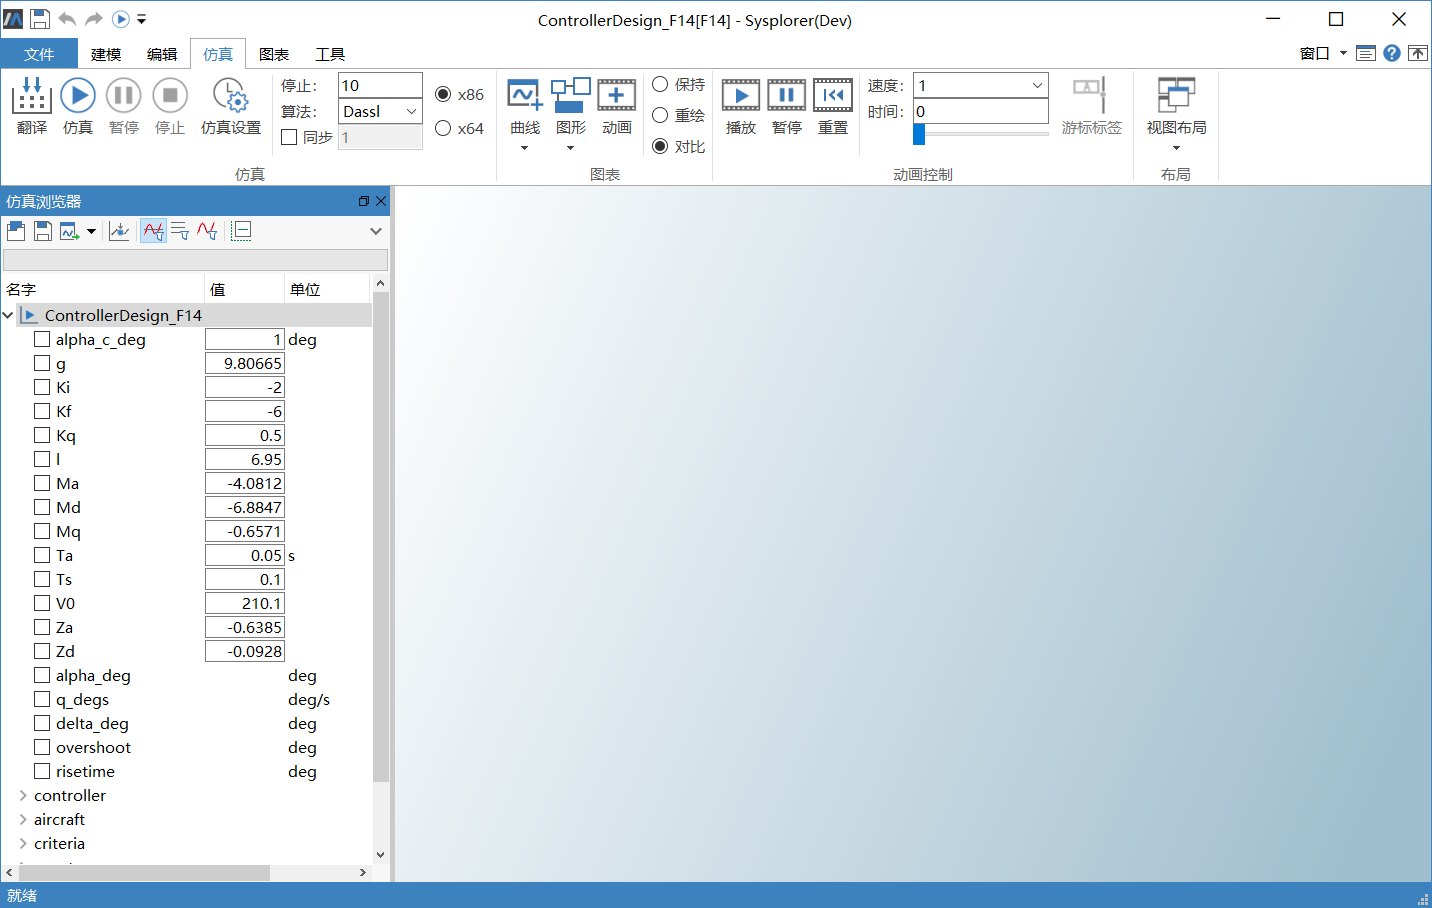 ControllerDesign_F14[F14] - Sysplorer(Dev)
文件 建模 编辑 仿真 图表 工具 窗口
翻译 仿真 暂停 停止 仿真设置
停止: 10
算法: Dassl
同步 1
x86
x64
仿真
曲线 图形 动画
保持
重绘
对比
图表
播放 暂停 重置
速度: 1
时间: 0
游标标签
动画控制
视图布局
布局
仿真浏览器
名字 值 单位
ControllerDesign_F14
alpha_c_deg 1 deg
g 9.80665
Ki -2
Kf -6
Kq 0.5
l 6.95
Ma -4.0812
Md -6.8847
Mq -0.6571
Ta 0.05 s
Ts 0.1
V0 210.1
Za -0.6385
Zd -0.0928
alpha_deg deg
q_degs deg/s
delta_deg deg
overshoot deg
risetime deg
controller
aircraft
criteria
就绪